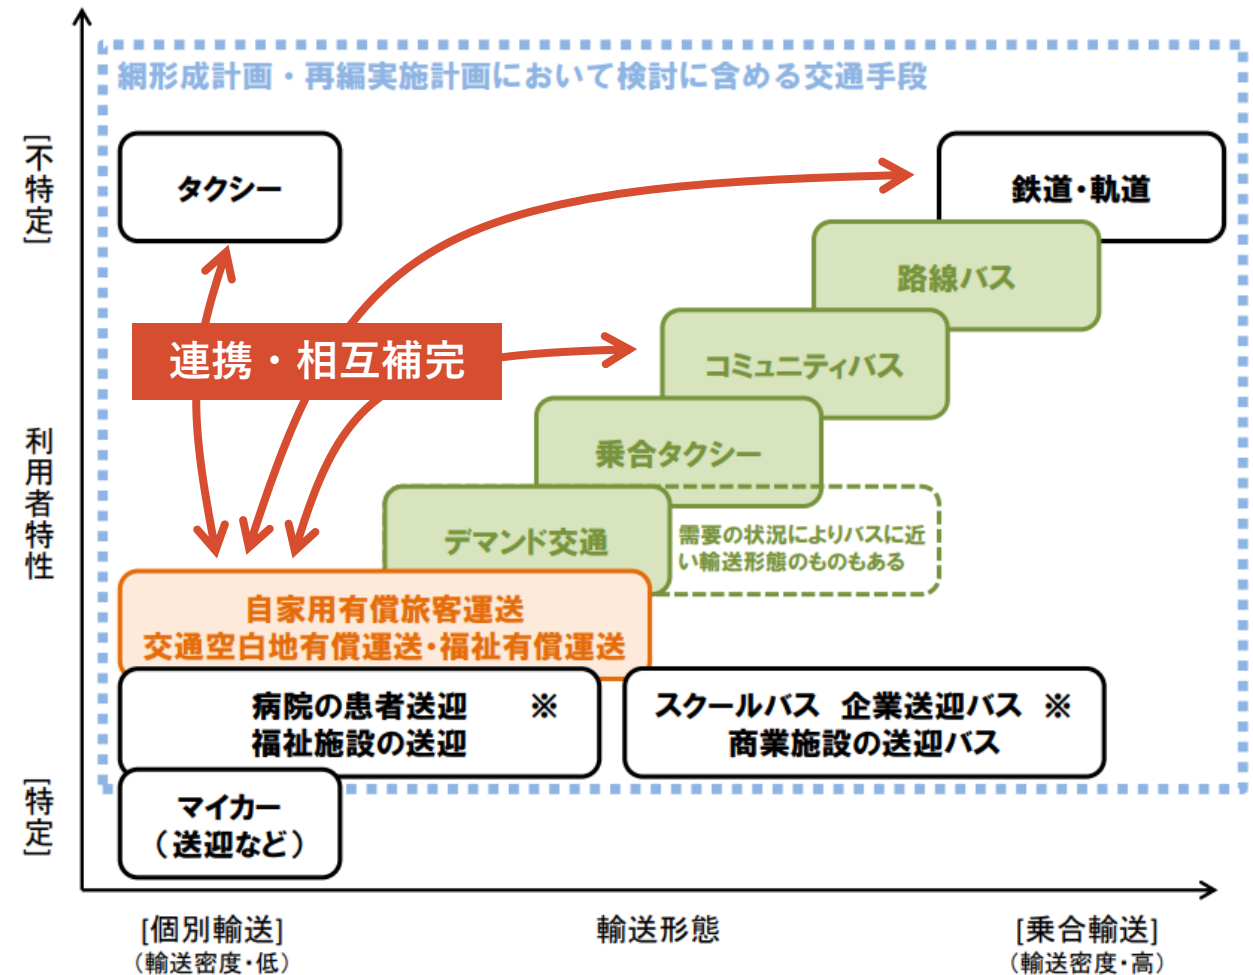 網形成計画・再編実施計画において検討に含める交通手段
[不特定]
タクシー
鉄道・軌道
路線バス
連携・相互補完
コミュニティバス
乗合タクシー
利用者特性
デマンド交通
需要の状況によりバスに近
い輸送形態のものもある
自家用有償旅客運送
交通空白地有償運送・福祉有償運送
病院の患者送迎 ※
福祉施設の送迎
スクールバス 企業送迎バス ※
商業施設の送迎バス
[特定]
マイカー
（送迎など）
[個別輸送]
（輸送密度・低）
輸送形態
[乗合輸送]
（輸送密度・高）